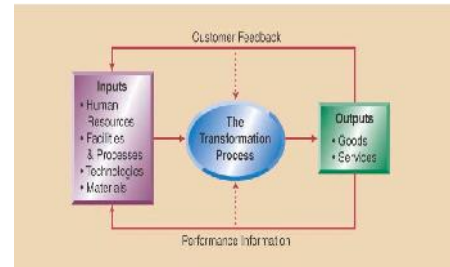 Customer Feedback
Inputs
• Human
Resources
• Facilities
& Processes
• Technologies
• Materials
The
Transformation
Process
Outputs
• Goods
• Services
Performance Information